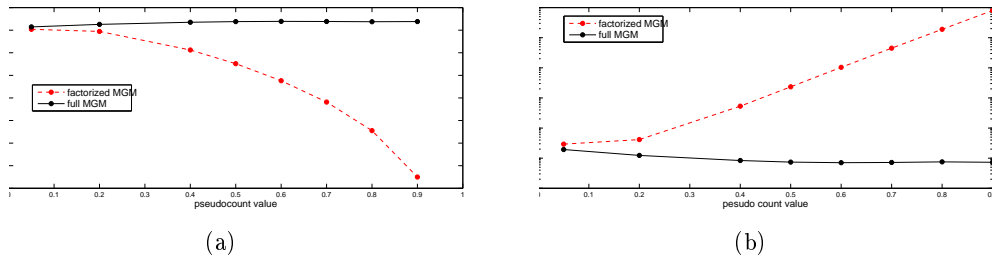 factorized MGM
full MGM
0.1 0.2 0.3 0.4 0.5 0.6 0.7 0.8 0.9 1
pseudocount value
(a)
factorized MGM
full MGM
0.1 0.2 0.3 0.4 0.5 0.6 0.7 0.8
pesudo count value
(b)